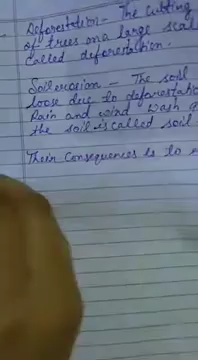 Deforestation - The cutting
of trees on a large scal
called deforestation.
Soil erosion - The soil
loose due to deforestatio
Rain and wind wash a
the soil is called soil
Their consequences is to